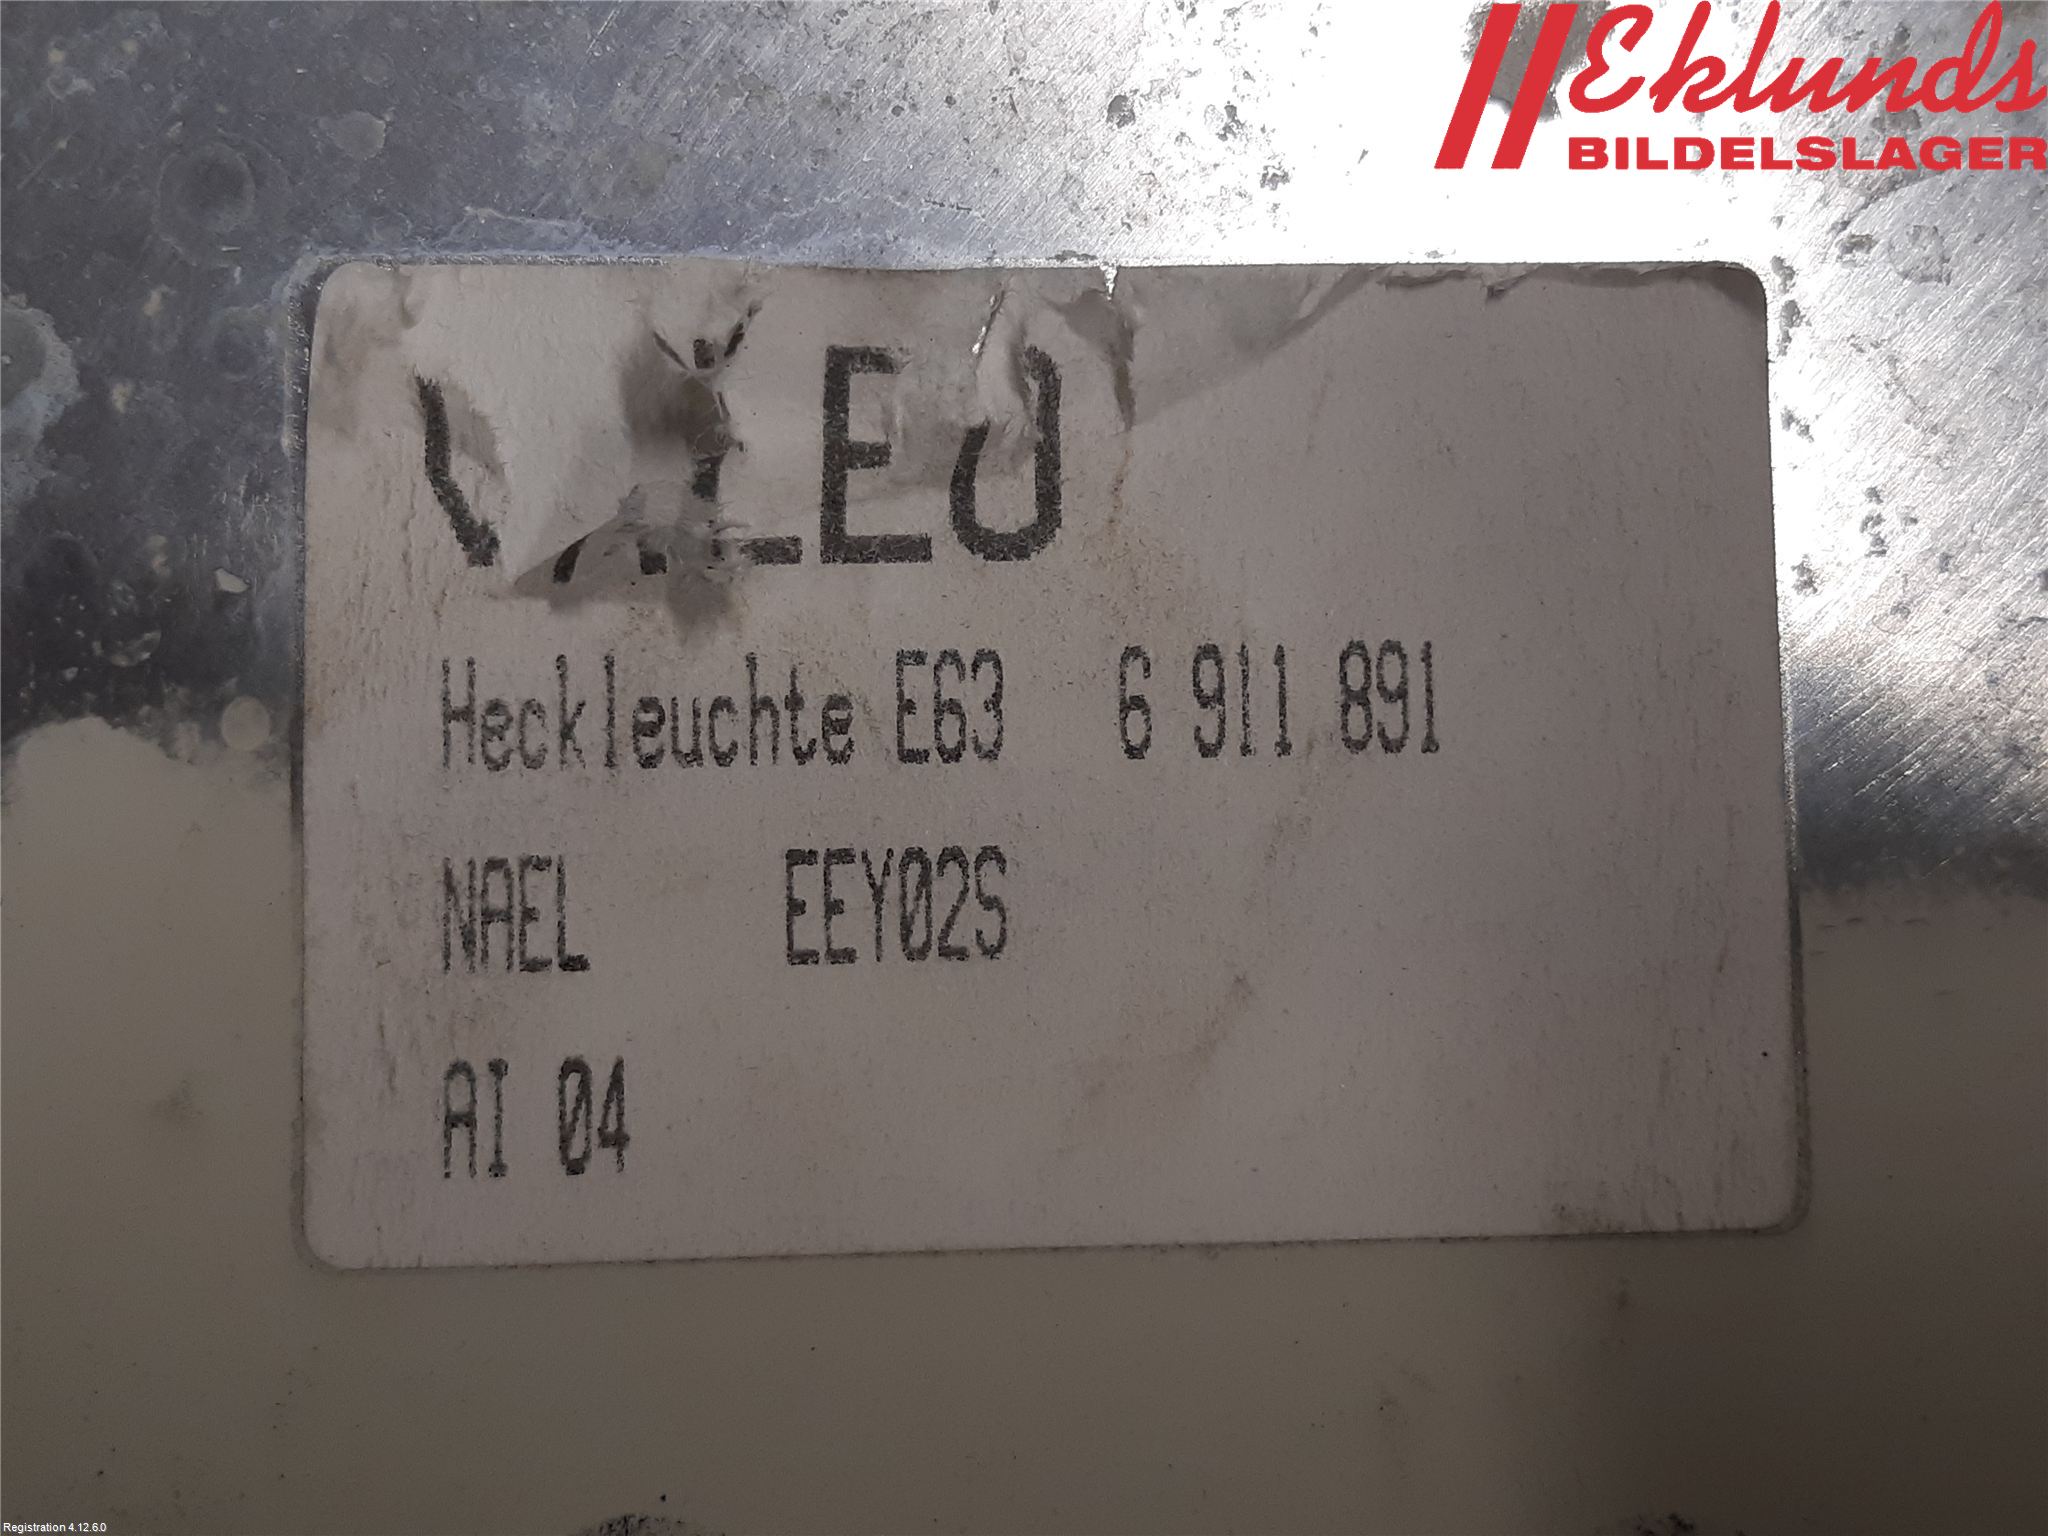 Eklunds
BILDELSLAGER
Heckleuchte E63 6 911 891
NAEL EEY02S
AI 04
Registration 4.12.6.0